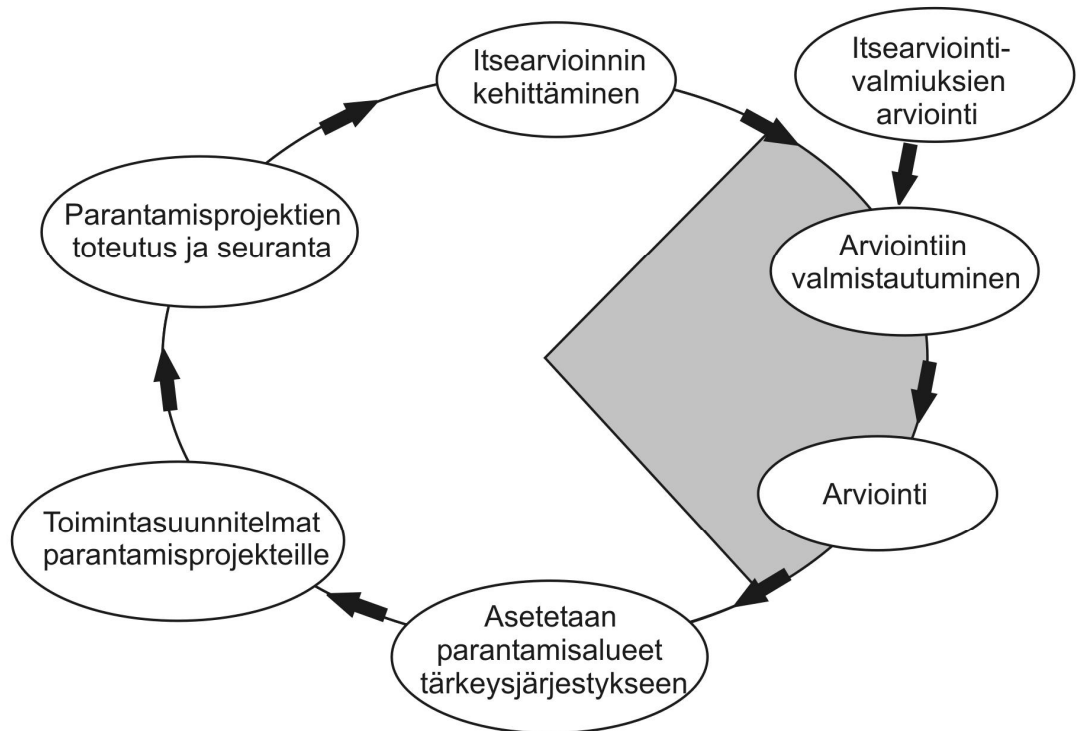 Itsearvioinnin
kehittäminen
Itsearviointi-
valmiuksien
arviointi
Arviointiin
valmistautuminen
Arviointi
Asetetaan
parantamisalueet
tärkeysjärjestykseen
Toimintasuunnitelmat
parantamisprojekteille
Parantamisprojektien
toteutus ja seuranta